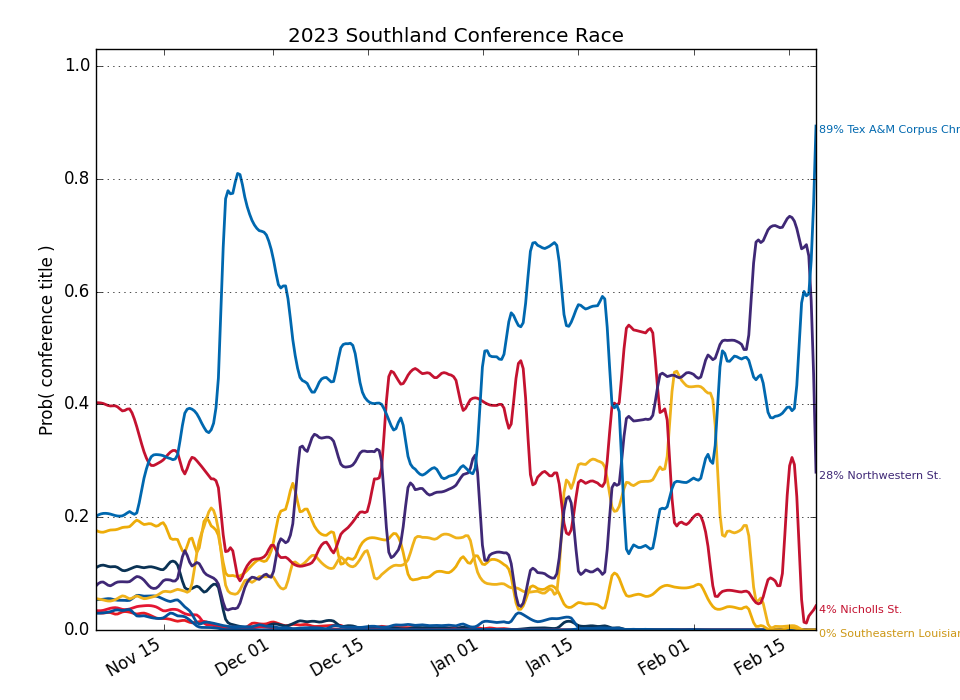 2023 Southland Conference Race
Prob( conference title )
1.0
0.8
0.6
0.4
0.2
0.0
Nov 15
Dec 01
Dec 15
Jan 01
Jan 15
Feb 01
Feb 15
89% Tex A&M Corpus Chr
28% Northwestern St.
4% Nicholls St.
0% Southeastern Louisian